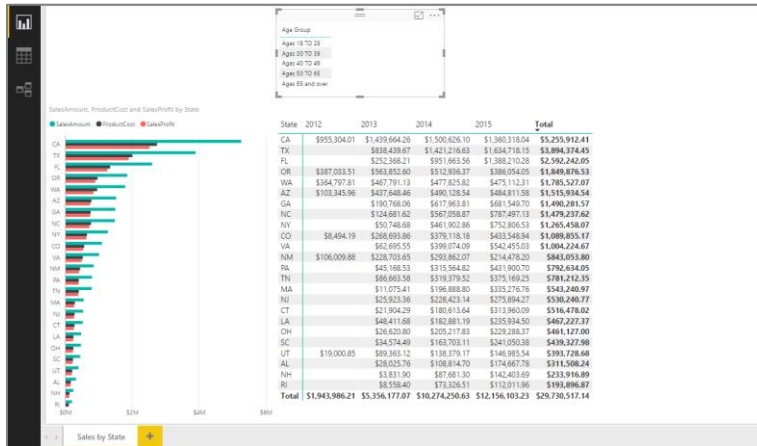 Age Group
Ages 18 TO 29
Ages 30 TO 39
Ages 40 TO 49
Ages 50 TO 65
Ages 65 and over
SalesAmount, ProductCost and SalesProfit by State
SalesAmount ProductCost SalesProfit
CA
TX
FL
OR
WA
AZ
GA
NC
NY
CO
VA
NM
PA
TN
MA
NJ
CT
LA
OH
SC
UT
AL
NH
RI
$0M $2M $4M $6M
State 2012 2013 2014 2015 Total
CA $955,304.01 $1,439,664.26 $1,500,626.10 $1,360,318.04 $5,255,912.41
TX $838,439.67 $1,421,216.63 $1,634,718.15 $3,894,374.45
FL $252,368.21 $951,663.56 $1,388,210.28 $2,592,242.05
OR $387,033.51 $563,852.60 $512,936.37 $386,054.05 $1,849,876.53
WA $364,797.81 $467,791.13 $477,825.82 $475,112.31 $1,785,527.07
AZ $103,345.96 $437,648.46 $490,128.54 $484,811.58 $1,515,934.54
GA $190,768.06 $617,963.81 $681,549.70 $1,490,281.57
NC $124,681.62 $567,058.87 $787,497.13 $1,479,237.62
NY $50,748.68 $461,902.86 $752,806.53 $1,265,458.07
CO $8,494.19 $268,693.86 $379,118.18 $433,548.94 $1,089,855.17
VA $62,695.55 $399,074.09 $542,455.03 $1,004,224.67
NM $106,009.88 $228,703.65 $293,862.07 $214,478.20 $843,053.80
PA $45,168.53 $315,564.82 $431,900.70 $792,634.05
TN $86,663.58 $319,379.52 $375,169.25 $781,212.35
MA $11,075.41 $196,888.80 $335,276.76 $543,240.97
NJ $25,923.36 $228,423.14 $275,894.27 $530,240.77
CT $21,904.29 $180,613.64 $313,960.09 $516,478.02
LA $48,411.68 $182,881.19 $235,934.50 $467,227.37
OH $26,620.80 $205,217.83 $229,288.37 $461,127.00
SC $34,574.49 $163,703.11 $241,050.38 $439,327.98
UT $19,000.85 $89,363.12 $138,379.17 $146,985.54 $393,728.68
AL $28,025.76 $108,814.70 $174,667.78 $311,508.24
NH $3,831.90 $87,681.30 $142,403.69 $233,916.89
RI $8,558.40 $73,326.51 $112,011.96 $193,896.87
Total $1,943,986.21 $5,356,177.07 $10,274,250.63 $12,156,103.23 $29,730,517.14
Sales by State